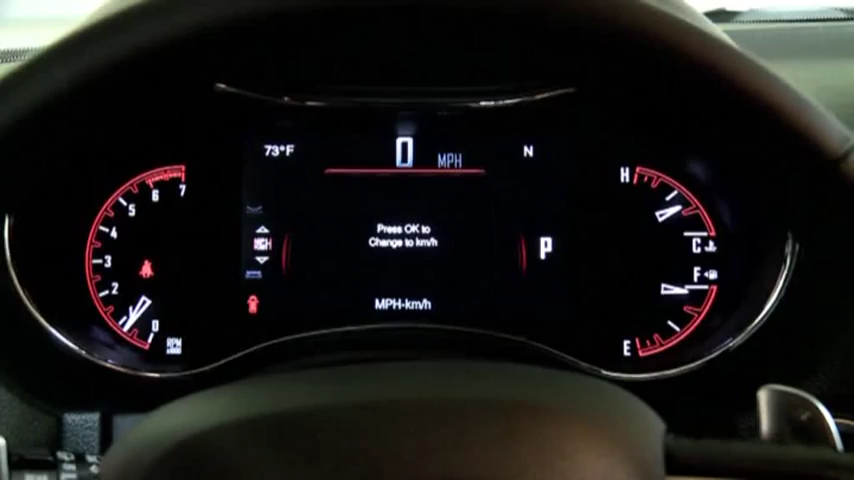 73°F
0 MPH
N
7
6
5
4
3
2
0
RPM
Press OK to
Change to km/h
MPH-km/h
P
H
C
F
E